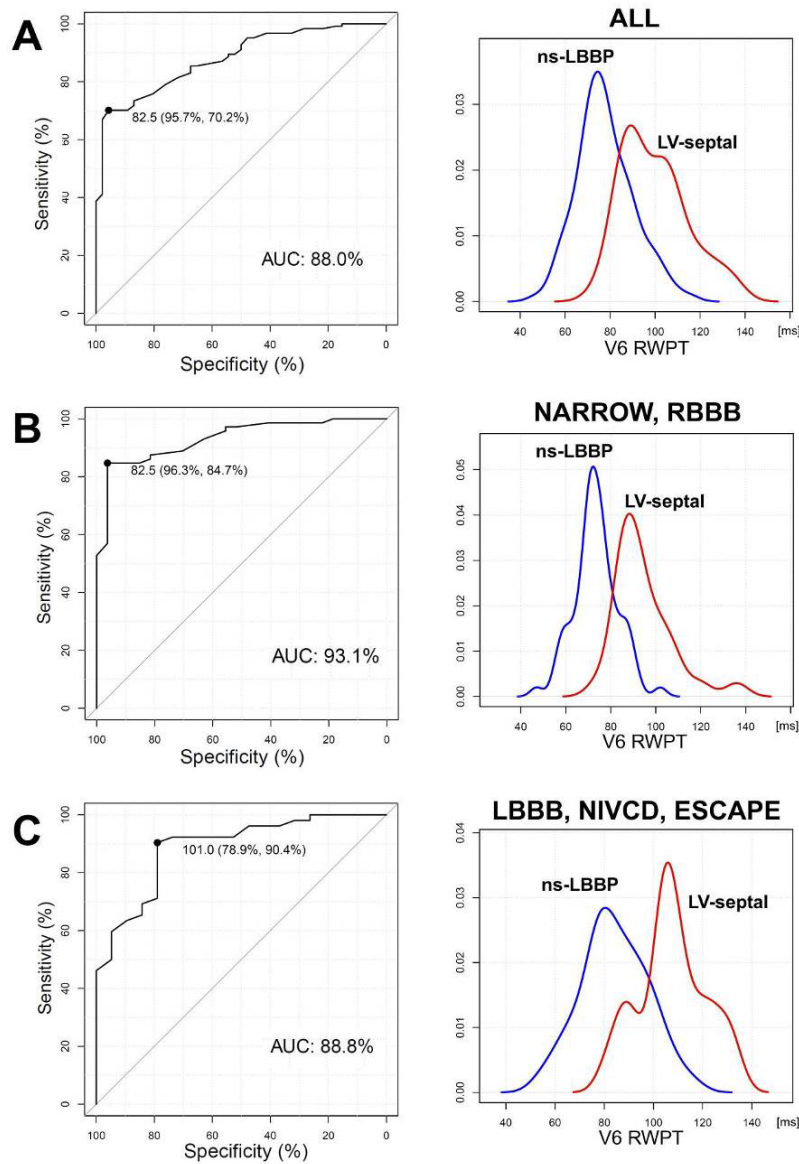 A
100
80
60
40
20
0
Sensitivity (%)
82.5 (95.7%, 70.2%)
AUC: 88.0%
100 80 60 40 20 0
Specificity (%)
ALL
ns-LBBP
LV-septal
0.03
0.02
0.01
0.00
40 60 80 100 120 140 [ms]
V6 RWPT
B
100
80
60
40
20
0
Sensitivity (%)
82.5 (96.3%, 84.7%)
AUC: 93.1%
100 80 60 40 20 0
Specificity (%)
NARROW, RBBB
ns-LBBP
LV-septal
0.05
0.04
0.03
0.02
0.01
0.00
40 60 80 100 120 140 [ms]
V6 RWPT
C
100
80
60
40
20
0
Sensitivity (%)
101.0 (78.9%, 90.4%)
AUC: 88.8%
100 80 60 40 20 0
Specificity (%)
LBBB, NIVCD, ESCAPE
ns-LBBP
LV-septal
0.04
0.03
0.02
0.01
0.00
40 60 80 100 120 140 [ms]
V6 RWPT